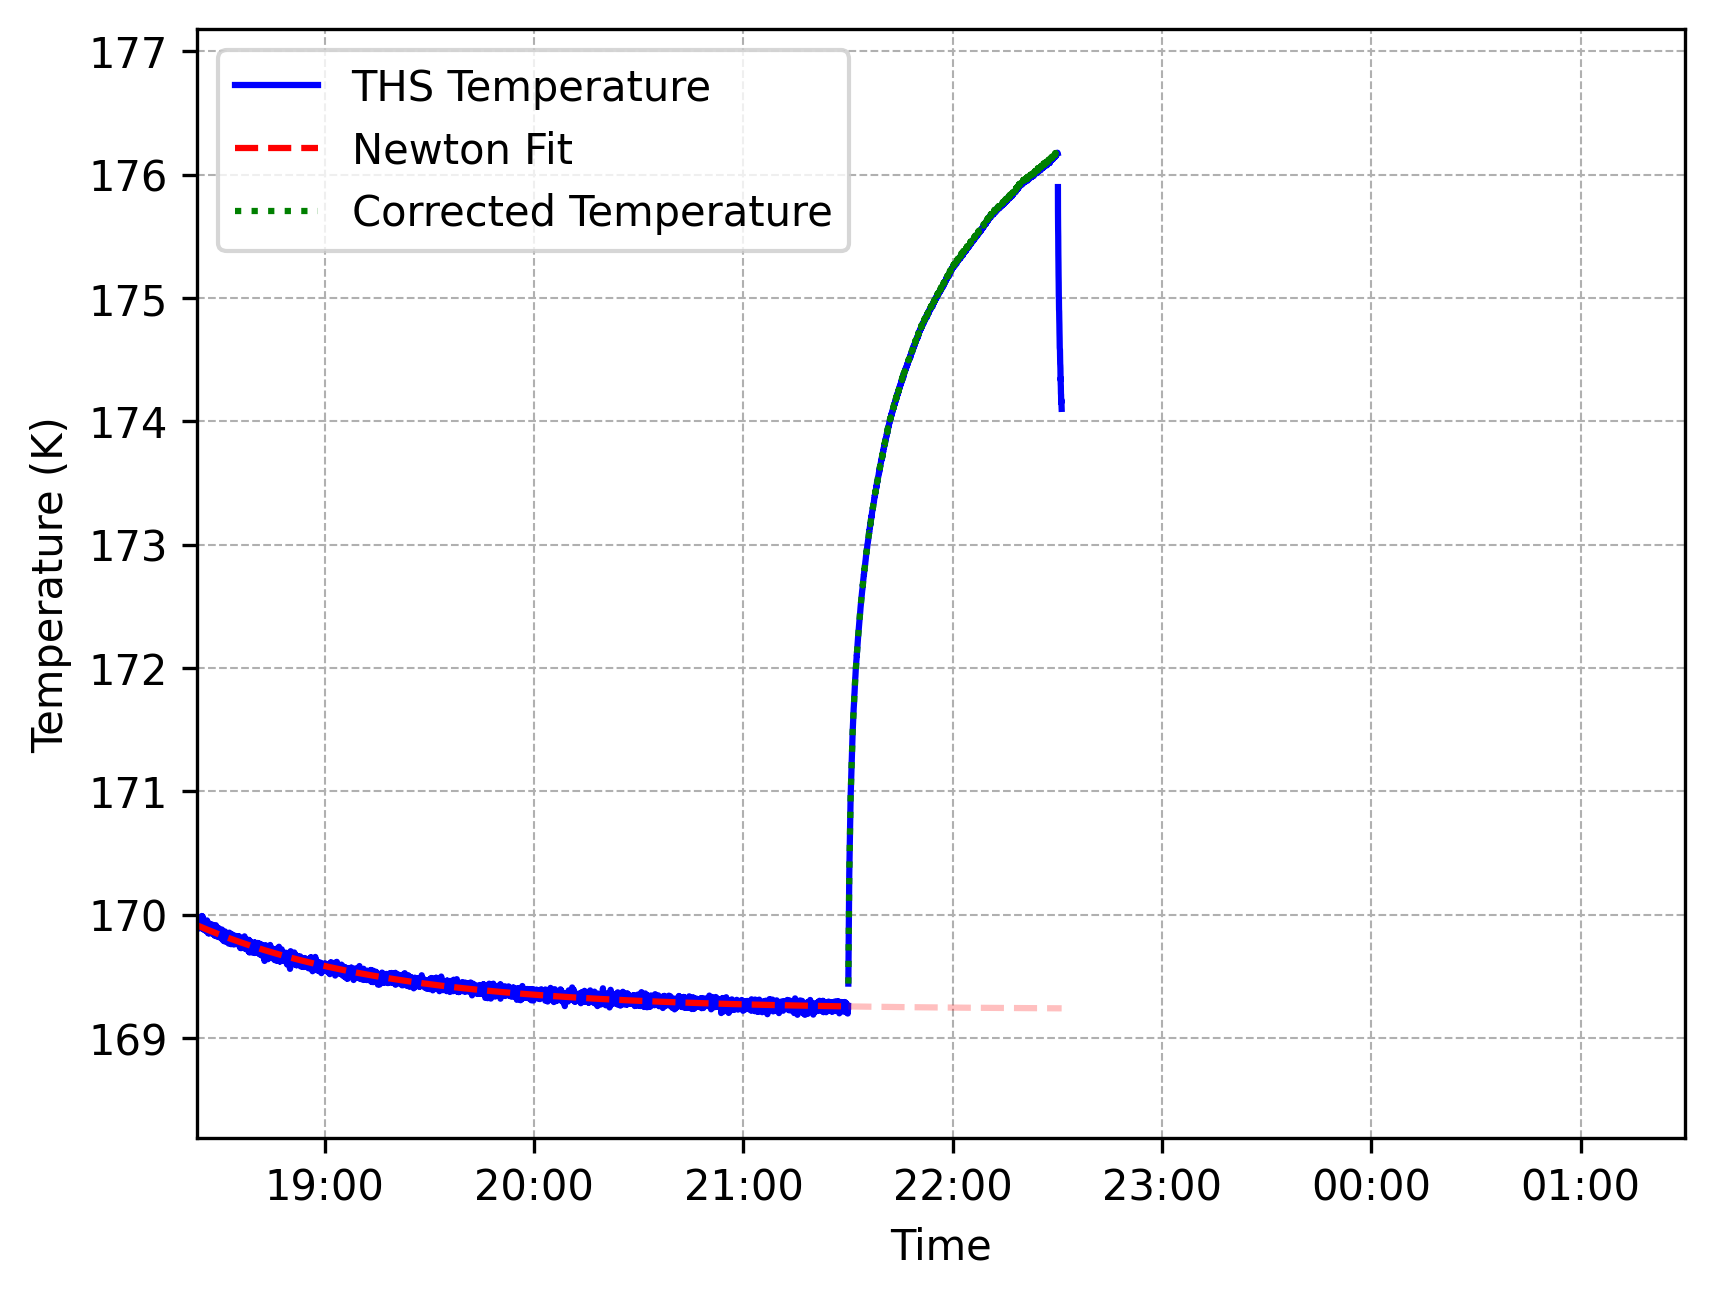 177
176
175
174
173
172
171
170
169
Temperature (K)
THS Temperature
Newton Fit
Corrected Temperature
19:00 20:00 21:00 22:00 23:00 00:00 01:00
Time